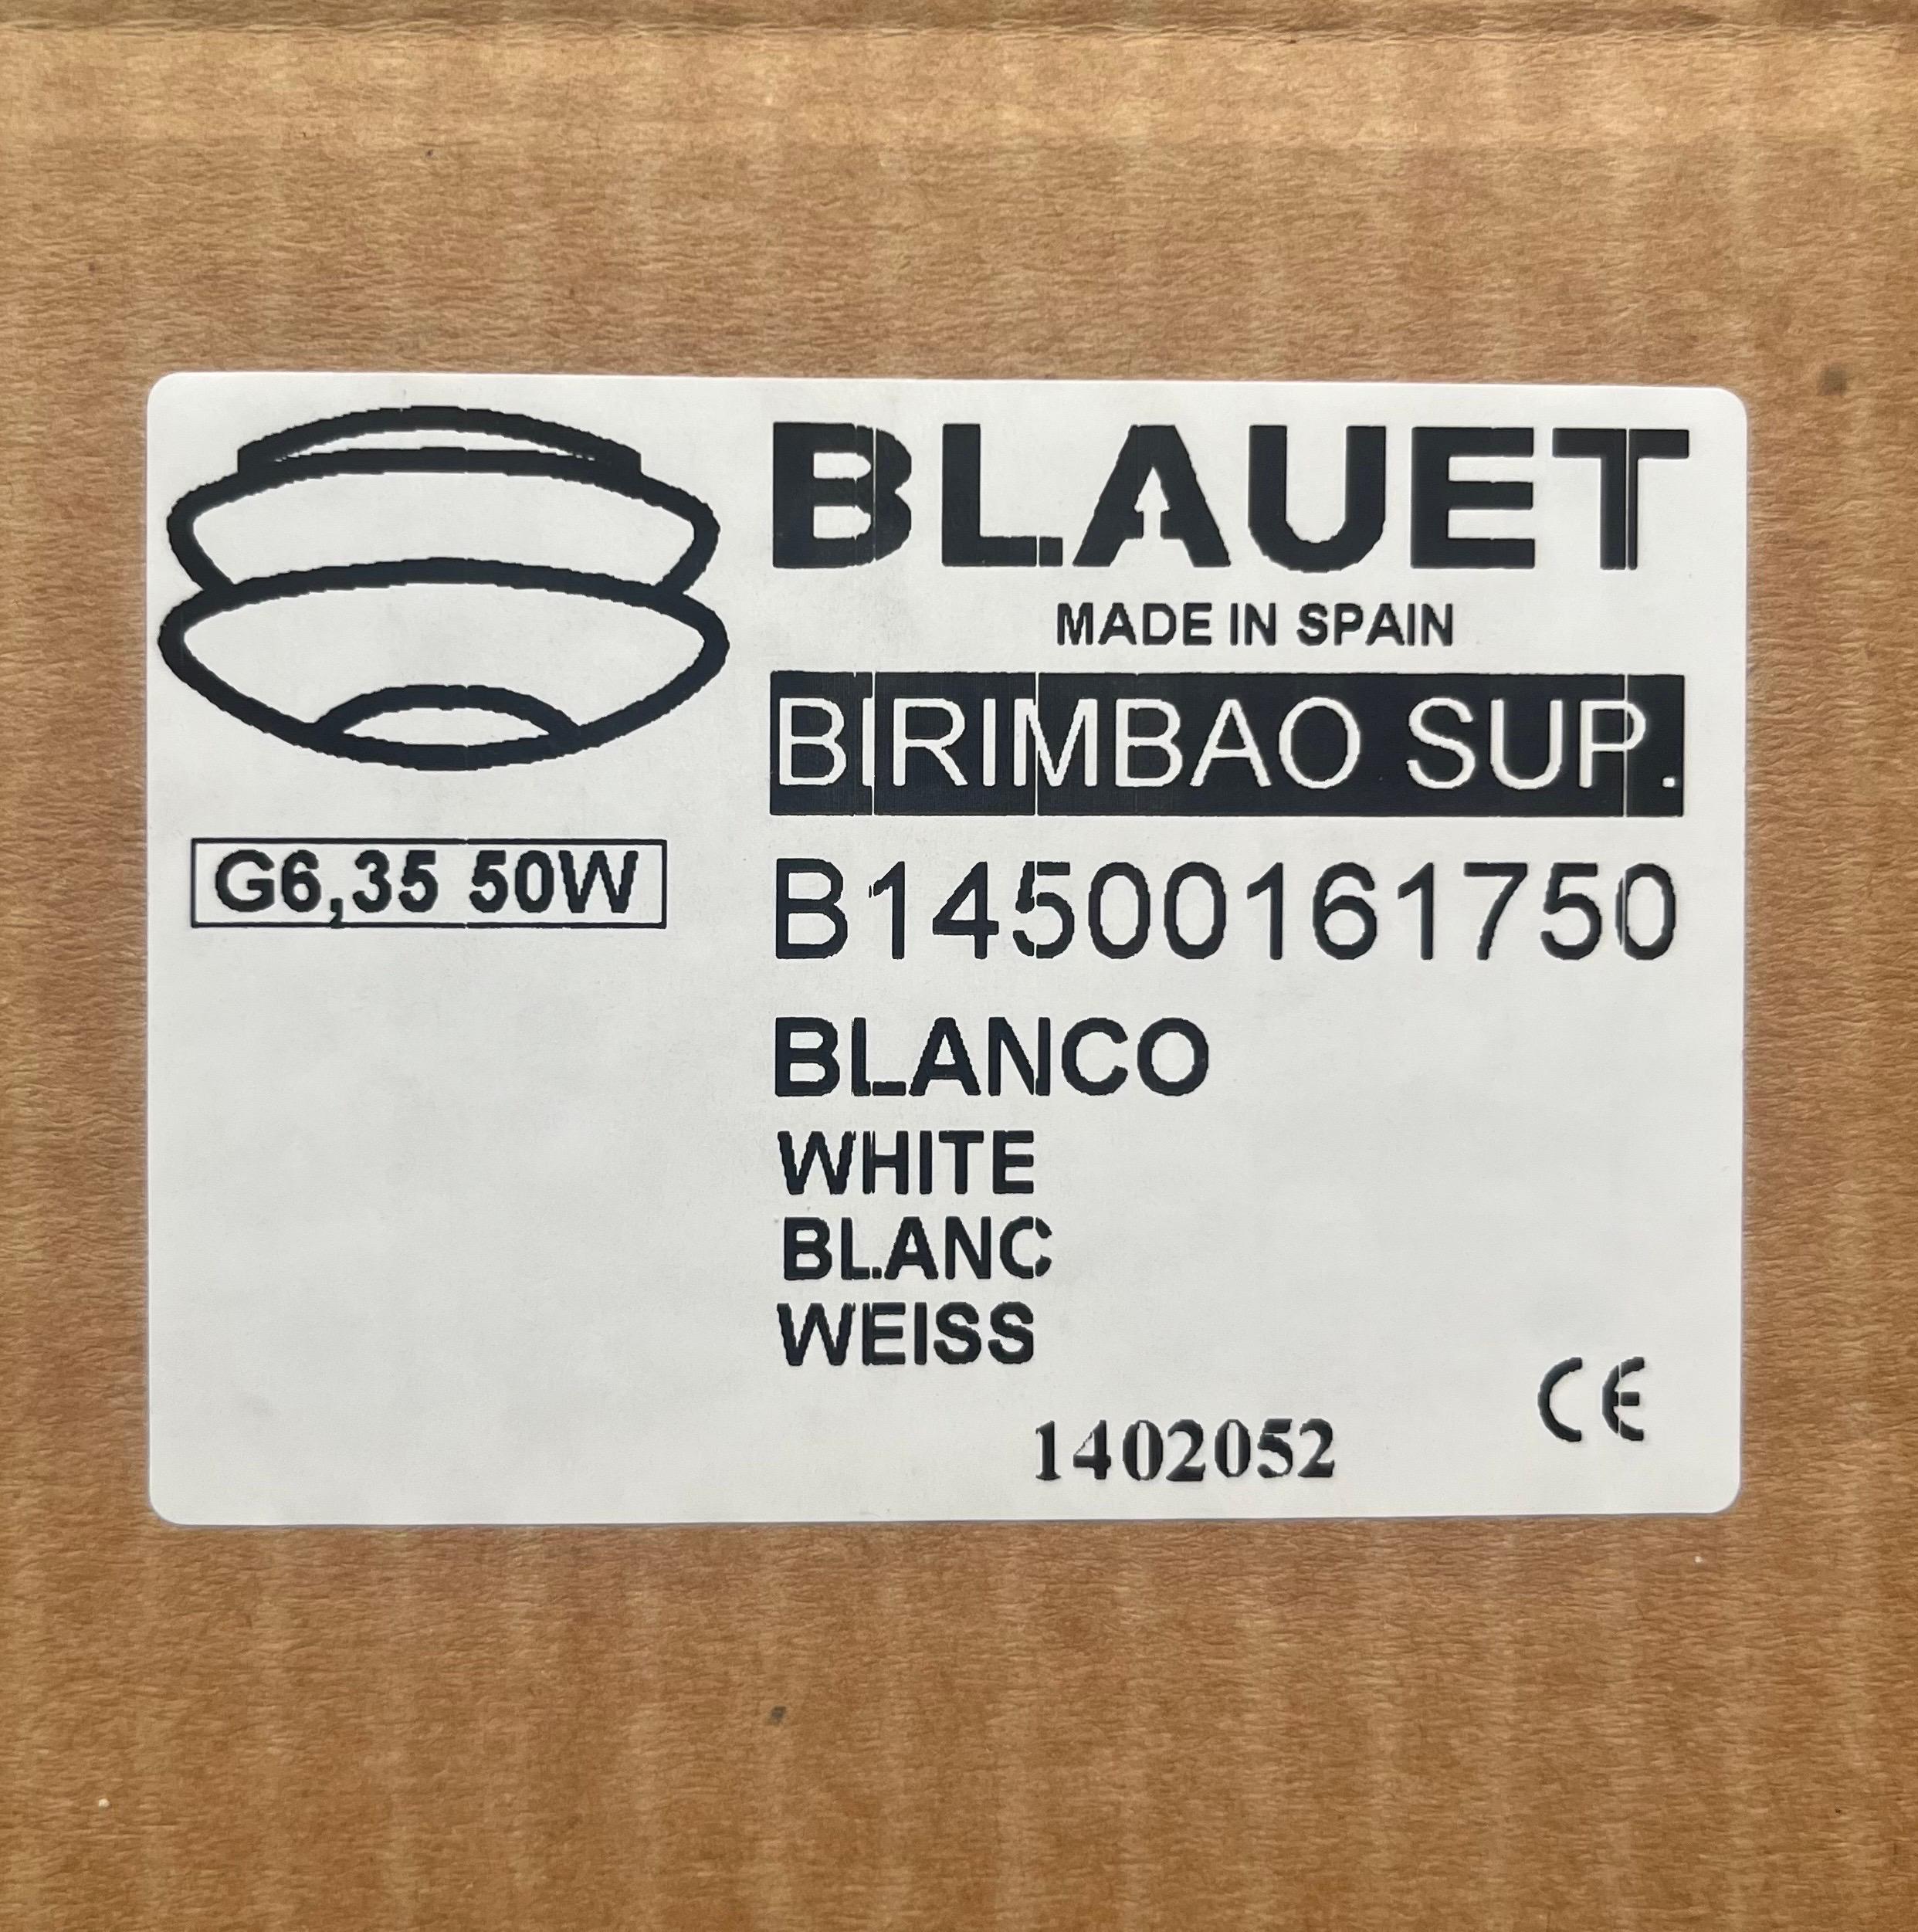 BLAUET
MADE IN SPAIN
BIRIMBAO SUP.
G6,35 50W
B14500161750
BLANCO
WHITE
BLANC
WEISS
CE
1402052